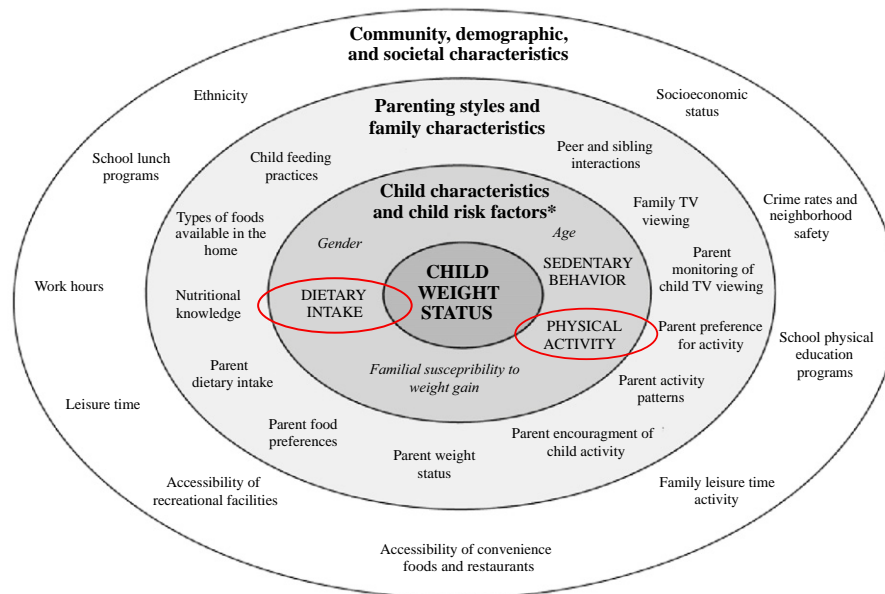 Community, demographic,
and societal characteristics
Ethnicity
Socioeconomic
status
Parenting styles and
family characteristics
School lunch
programs
Child feeding
practices
Peer and sibling
interactions
Child characteristics
and child risk factors*
Family TV
viewing
Crime rates and
neighborhood
safety
Types of foods
available in the
home
Gender
Age
CHILD
WEIGHT
STATUS
SEDENTARY
BEHAVIOR
Parent
monitoring of
child TV viewing
Work hours
Nutritional
knowledge
DIETARY
INTAKE
PHYSICAL
ACTIVITY
Parent preference
for activity
School physical
education
programs
Parent
dietary intake
Familial suscepribility to
weight gain
Parent activity
patterns
Leisure time
Parent food
preferences
Parent weight
status
Parent encouragment of
child activity
Accessibility of
recreational facilities
Family leisure time
activity
Accessibility of convenience
foods and restaurants